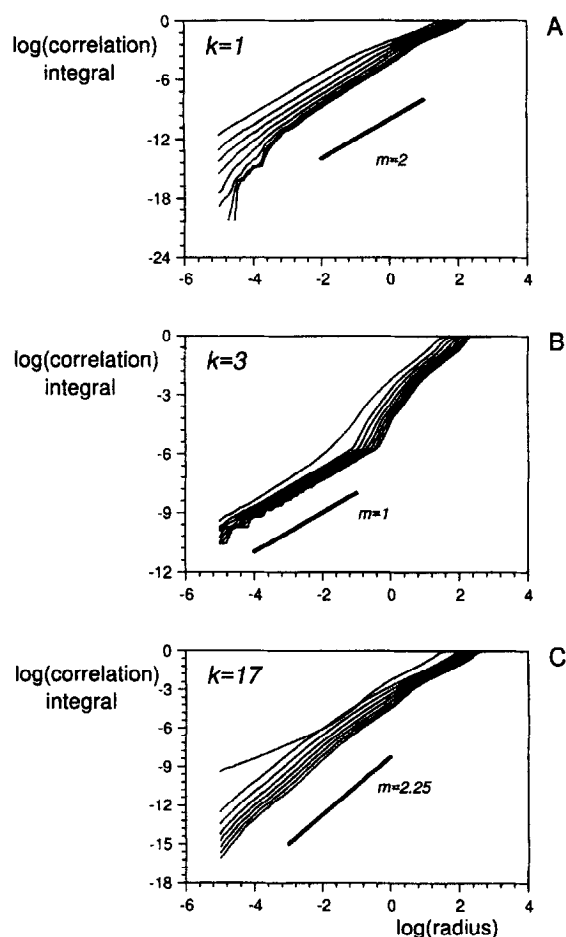 A
log(correlation)
integral
k=1
0
-6
-12
-18
-24
m=2
-6 -4 -2 0 2 4
B
log(correlation)
integral
k=3
0
-3
-6
-9
-12
m=1
-6 -4 -2 0 2 4
C
log(correlation)
integral
k=17
0
-3
-6
-9
-12
-15
-18
m=2.25
-6 -4 -2 0 2 4
log(radius)